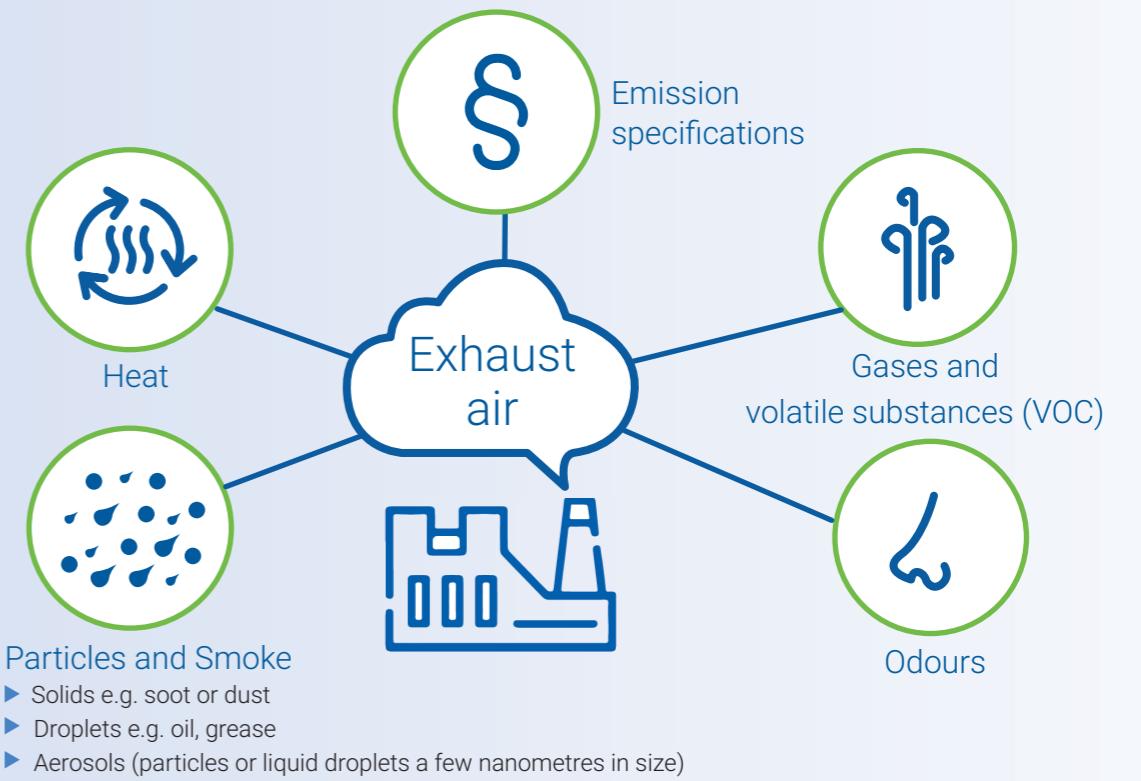 §
Emission
specifications
Heat
Exhaust
air
Gases and
volatile substances (VOC)
Particles and Smoke
Solids e.g. soot or dust
Droplets e.g. oil, grease
Aerosols (particles or liquid droplets a few nanometres in size)
Odours